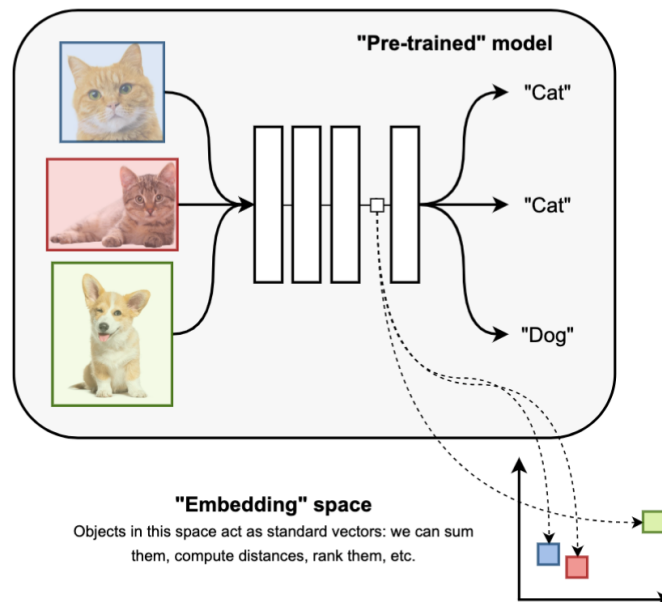 "Pre-trained" model
"Cat"
"Cat"
"Dog"
"Embedding" space
Objects in this space act as standard vectors: we can sum
them, compute distances, rank them, etc.